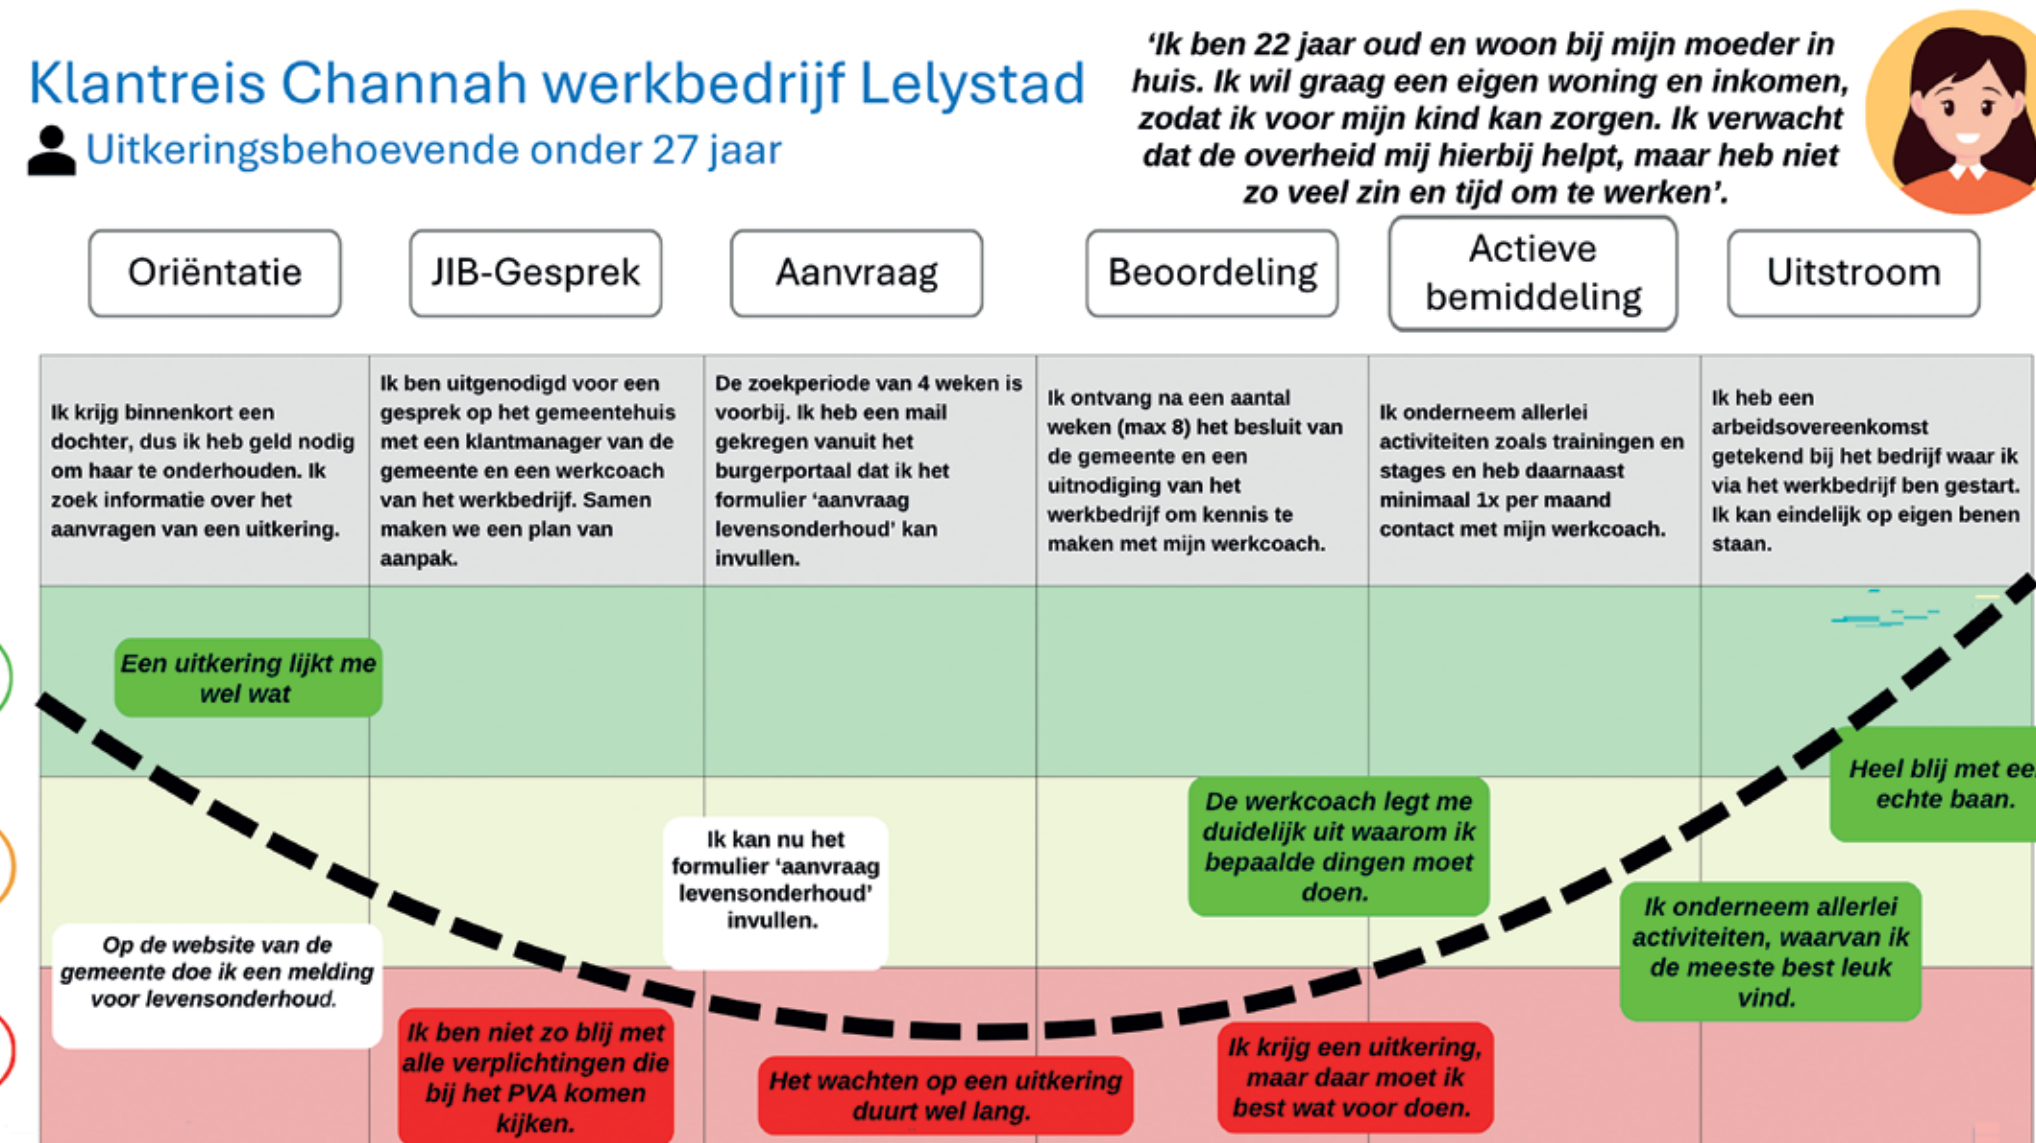 Klantreis Channah werkbedrijf Lelystad
Uitkeringsbehoevende onder 27 jaar
‘Ik ben 22 jaar oud en woon bij mijn moeder in
huis. Ik wil graag een eigen woning en inkomen,
zodat ik voor mijn kind kan zorgen. Ik verwacht
dat de overheid mij hierbij helpt, maar heb niet
zo veel zin en tijd om te werken’.
Oriëntatie
JIB-Gesprek
Aanvraag
Beoordeling
Actieve
bemiddeling
Uitstroom
Ik krijg binnenkort een
dochter, dus ik heb geld nodig
om haar te onderhouden. Ik
zoek informatie over het
aanvragen van een uitkering.
Ik ben uitgenodigd voor een
gesprek op het gemeentehuis
met een klantmanager van de
gemeente en een werkcoach
van het werkbedrijf. Samen
maken we een plan van
aanpak.
De zoekperiode van 4 weken is
voorbij. Ik heb een mail
gekregen vanuit het
burgerportaal dat ik het
formulier ‘aanvraag
levensonderhoud’ kan
invullen.
Ik ontvang na een aantal
weken (max 8) het besluit van
de gemeente en een
uitnodiging van het
werkbedrijf om kennis te
maken met mijn werkcoach.
Ik onderneem allerlei
activiteiten zoals trainingen en
stages en heb daarnaast
minimaal 1x per maand
contact met mijn werkcoach.
Ik heb een
arbeidsovereenkomst
getekend bij het bedrijf waar ik
via het werkbedrijf ben gestart.
Ik kan eindelijk op eigen benen
staan.
Een uitkering lijkt me
wel wat
Op de website van de
gemeente doe ik een melding
voor levensonderhoud.
Ik ben niet zo blij met
alle verplichtingen die
bij het PVA komen
kijken.
Ik kan nu het
formulier ‘aanvraag
levensonderhoud’
invullen.
Het wachten op een uitkering
duurt wel lang.
De werkcoach legt me
duidelijk uit waarom ik
bepaalde dingen moet
doen.
Ik krijg een uitkering,
maar daar moet ik
best wat voor doen.
Ik onderneem allerlei
activiteiten, waarvan ik
de meeste best leuk
vind.
Heel blij met
echte baan.